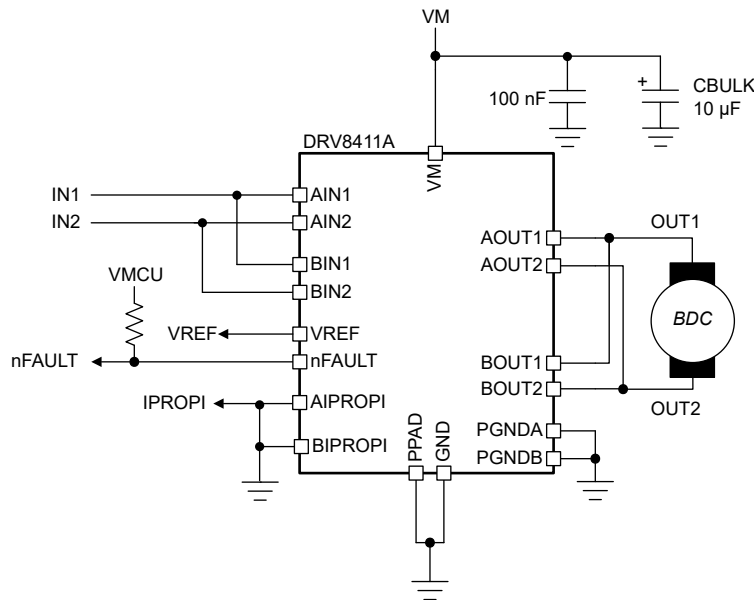 VM
100 nF
+
CBULK
10 µF
DRV8411A
VM
IN1
IN2
AIN1
AIN2
BIN1
BIN2
VMCU
VREF
VREF
nFAULT
nFAULT
IPROPI
AIPROPI
BIPROPI
PPAD
GND
AOUT1
AOUT2
OUT1
BDC
BOUT1
BOUT2
OUT2
PGNDA
PGNDB